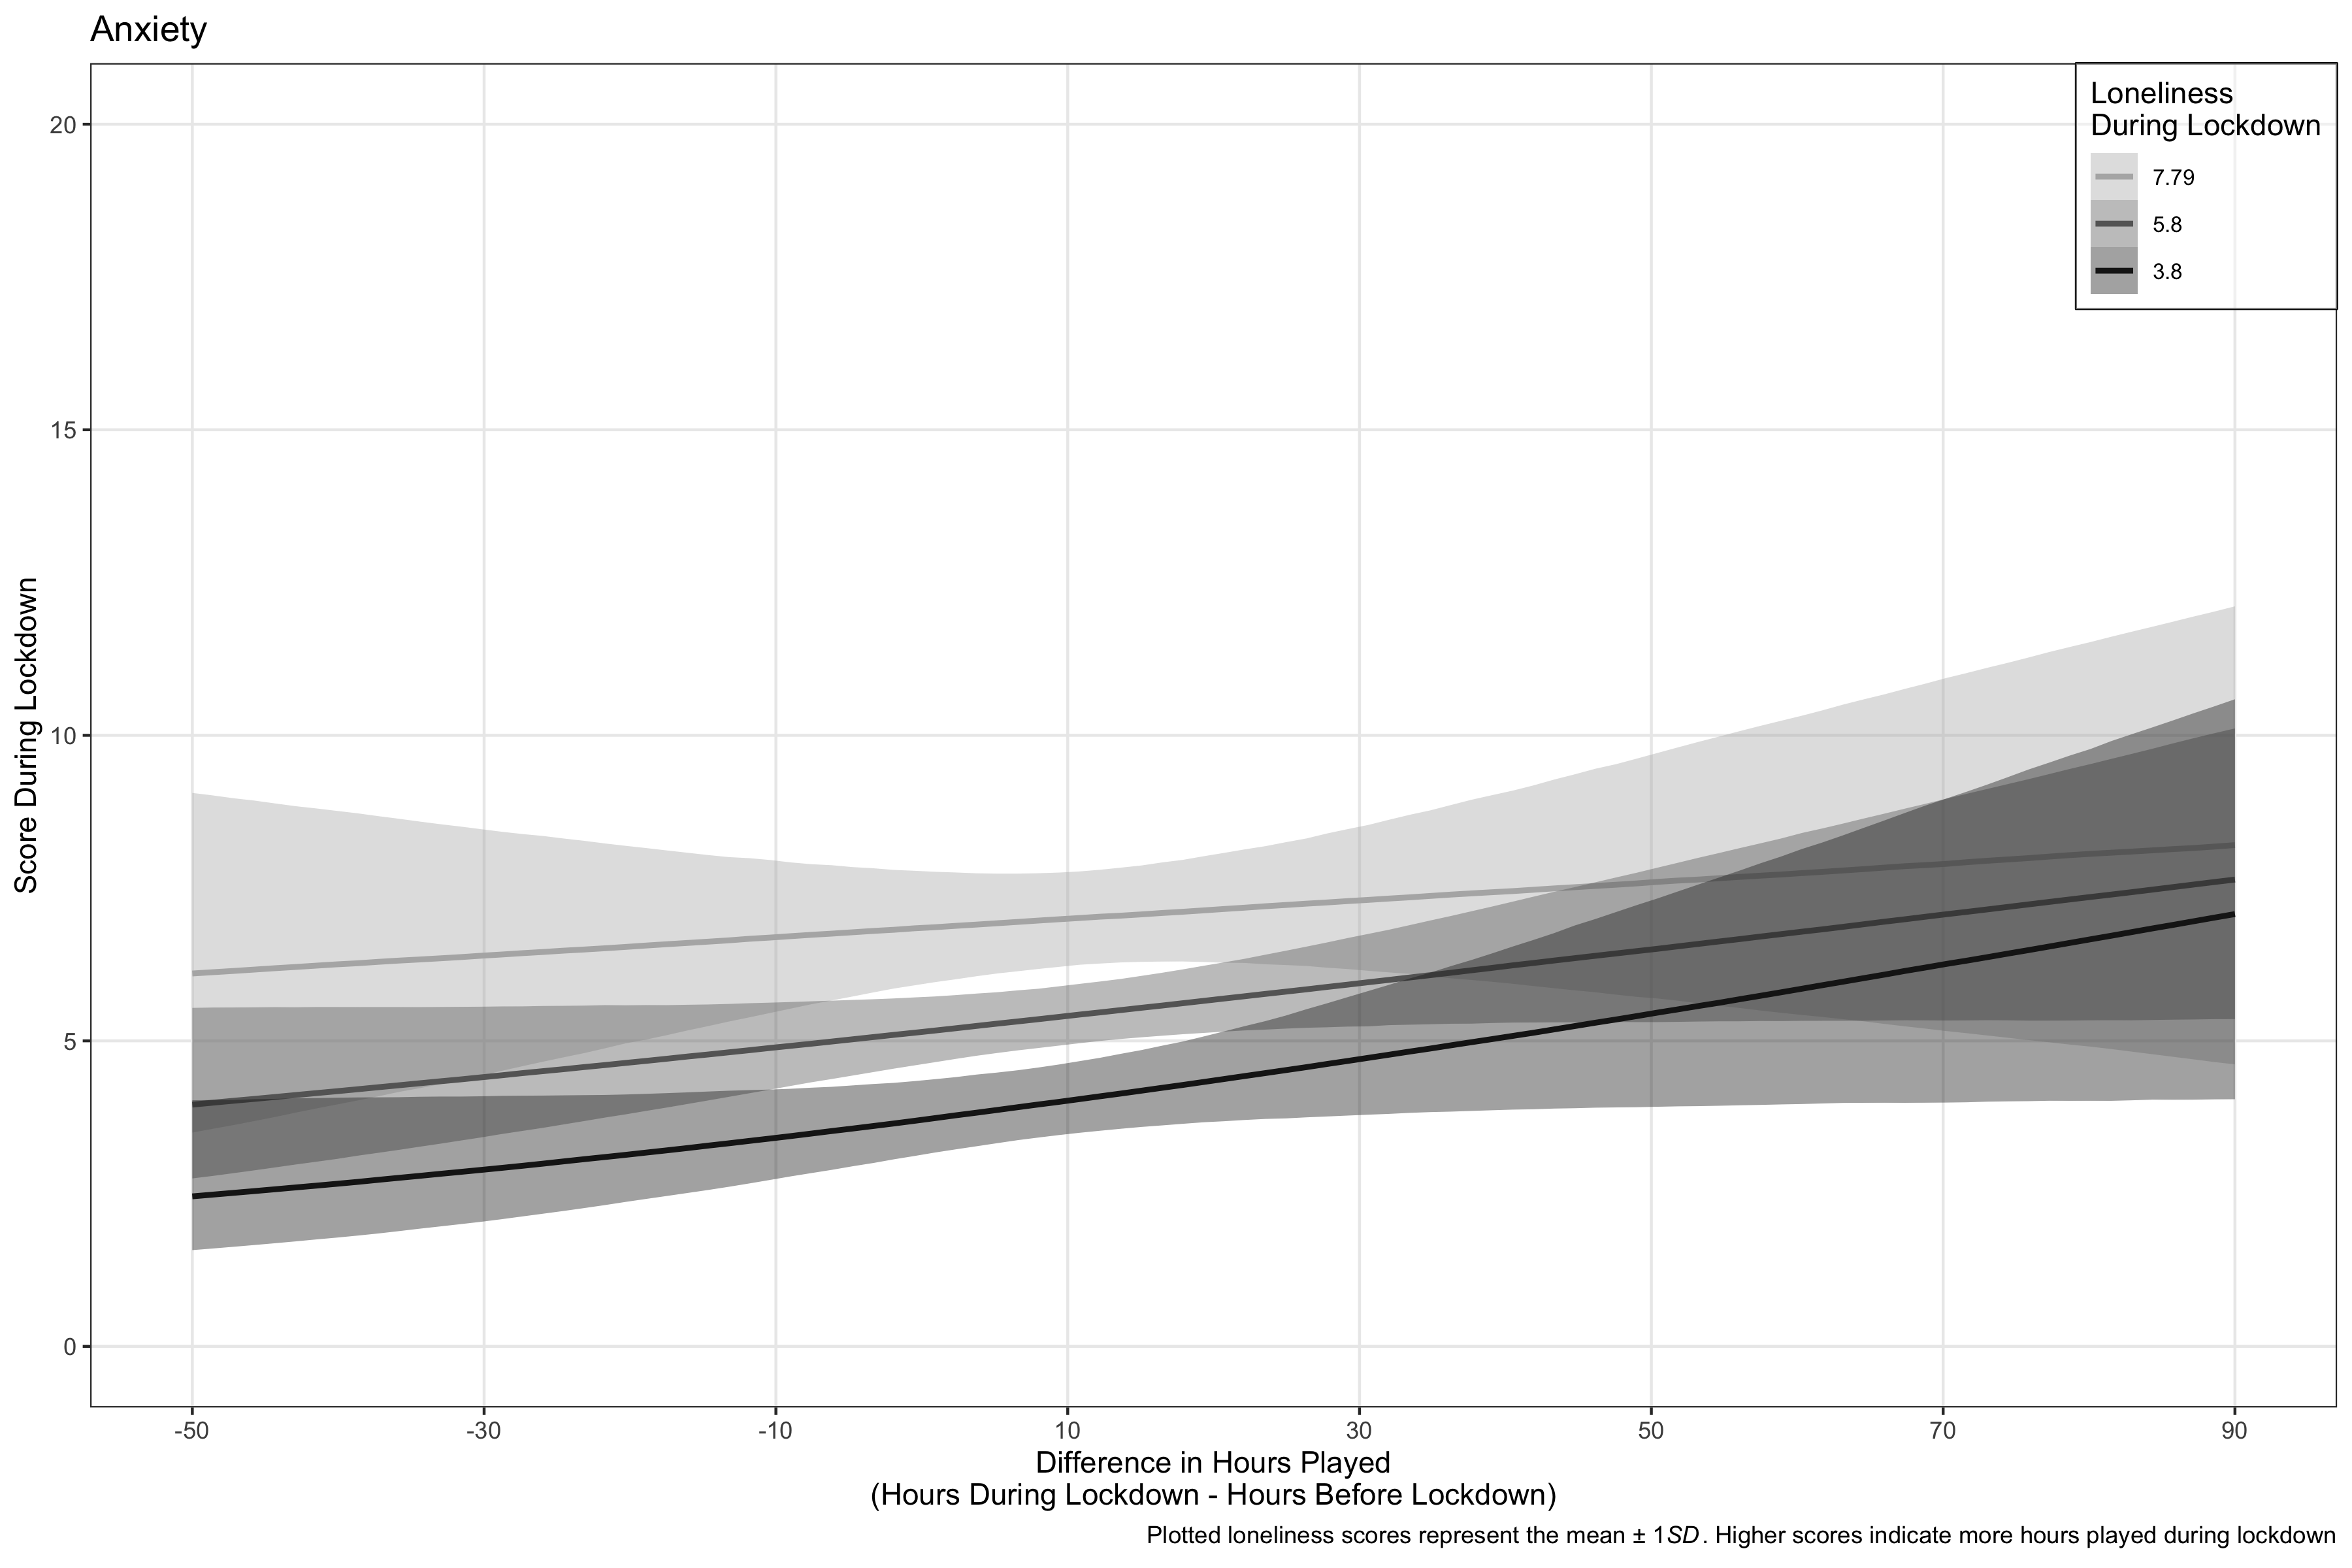 Anxiety
Loneliness
During Lockdown
7.79
5.8
3.8
20
15
10
5
0
Score During Lockdown
-50 -30 -10 10 30 50 70 90
Difference in Hours Played
(Hours During Lockdown - Hours Before Lockdown)
Plotted loneliness scores represent the mean ± 1SD. Higher scores indicate more hours played during lockdown